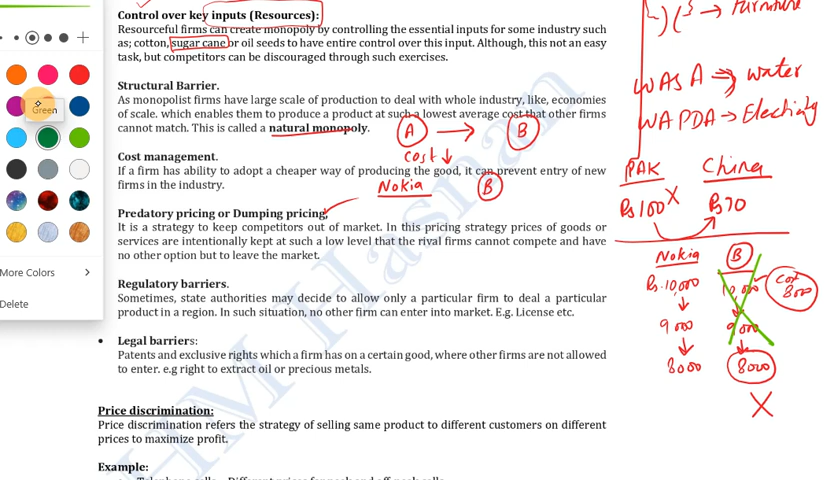 Control over key inputs (Resources):
Resourceful firms can create monopoly by controlling the essential inputs for some industry such
as; cotton, sugar cane or oil seeds to have entire control over this input. Although, this not an easy
task, but competitors can be discouraged through such exercises.
Structural Barrier.
As monopolist firms have large scale of production to deal with whole industry, like, economies
of scale. which enables them to produce a product at such a lowest average cost that other firms
cannot match. This is called a natural monopoly.
A → B
Cost ↓
Cost management.
If a firm has ability to adopt a cheaper way of producing the good, it can prevent entry of new
firms in the industry.
Nokia B
Predatory pricing or Dumping pricing,
It is a strategy to keep competitors out of market. In this pricing strategy prices of goods or
services are intentionally kept at such a low level that the rival firms cannot compete and have
no other option but to leave the market.
Regulatory barriers.
Sometimes, state authorities may decide to allow only a particular firm to deal a particular
product in a region. In such situation, no other firm can enter into market. E.g. License etc.
• Legal barriers:
Patents and exclusive rights which a firm has on a certain good, where other firms are not allowed
to enter. e.g right to extract oil or precious metals.
Price discrimination:
Price discrimination refers the strategy of selling same product to different customers on different
prices to maximize profit.
Example:
Green
More Colors
Delete
→ furniture
WASA → water
WAPDA → Electricity
PAK China
Rs 100 X Rs 70
Nokia B
Rs. 10,000
Cost
8000
9000
8000 8000
X
HM Hasnan